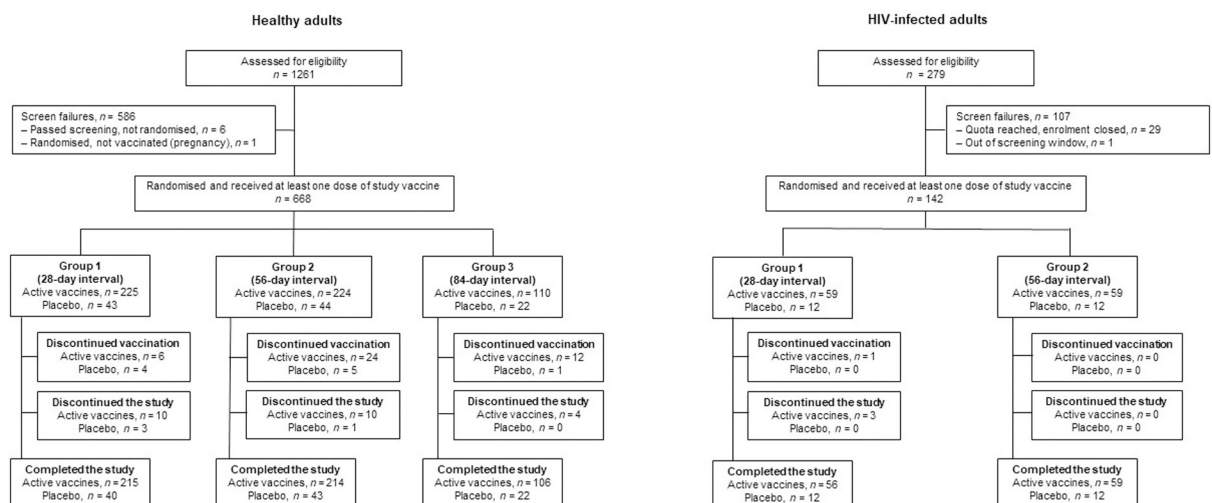 Healthy adults
Assessed for eligibility
n = 1261
Screen failures, n = 586
– Passed screening, not randomised, n = 6
– Randomised, not vaccinated (pregnancy), n = 1
Randomised and received at least one dose of study vaccine
n = 668
Group 1
(28-day interval)
Active vaccines, n = 225
Placebo, n = 43
Discontinued vaccination
Active vaccines, n = 6
Placebo, n = 4
Discontinued the study
Active vaccines, n = 10
Placebo, n = 3
Completed the study
Active vaccines, n = 215
Placebo, n = 40
Group 2
(56-day interval)
Active vaccines, n = 224
Placebo, n = 44
Discontinued vaccination
Active vaccines, n = 24
Placebo, n = 5
Discontinued the study
Active vaccines, n = 10
Placebo, n = 1
Completed the study
Active vaccines, n = 214
Placebo, n = 43
Group 3
(84-day interval)
Active vaccines, n = 110
Placebo, n = 22
Discontinued vaccination
Active vaccines, n = 12
Placebo, n = 1
Discontinued the study
Active vaccines, n = 4
Placebo, n = 0
Completed the study
Active vaccines, n = 106
Placebo, n = 22
HIV-infected adults
Assessed for eligibility
n = 279
Screen failures, n = 107
– Quota reached, enrolment closed, n = 29
– Out of screening window, n = 1
Randomised and received at least one dose of study vaccine
n = 142
Group 1
(28-day interval)
Active vaccines, n = 59
Placebo, n = 12
Discontinued vaccination
Active vaccines, n = 1
Placebo, n = 0
Discontinued the study
Active vaccines, n = 3
Placebo, n = 0
Completed the study
Active vaccines, n = 56
Placebo, n = 12
Group 2
(56-day interval)
Active vaccines, n = 59
Placebo, n = 12
Discontinued vaccination
Active vaccines, n = 0
Placebo, n = 0
Discontinued the study
Active vaccines, n = 0
Placebo, n = 0
Completed the study
Active vaccines, n = 59
Placebo, n = 12